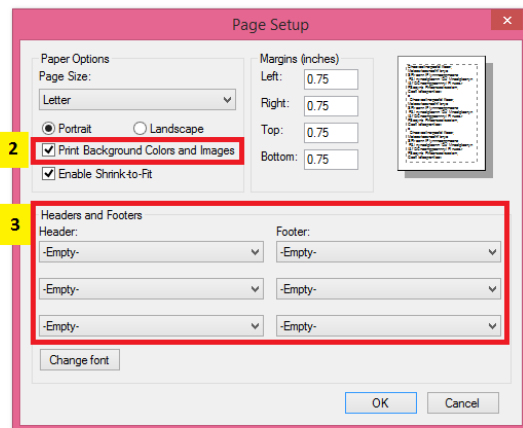 Page Setup
Paper Options
Page Size:
Letter
Portrait
Landscape
2
Print Background Colors and Images
Enable Shrink-to-Fit
Margins (inches)
Left: 0.75
Right: 0.75
Top: 0.75
Bottom: 0.75
3
Headers and Footers
Header: Footer:
-Empty- -Empty-
-Empty- -Empty-
-Empty- -Empty-
Change font
OK Cancel